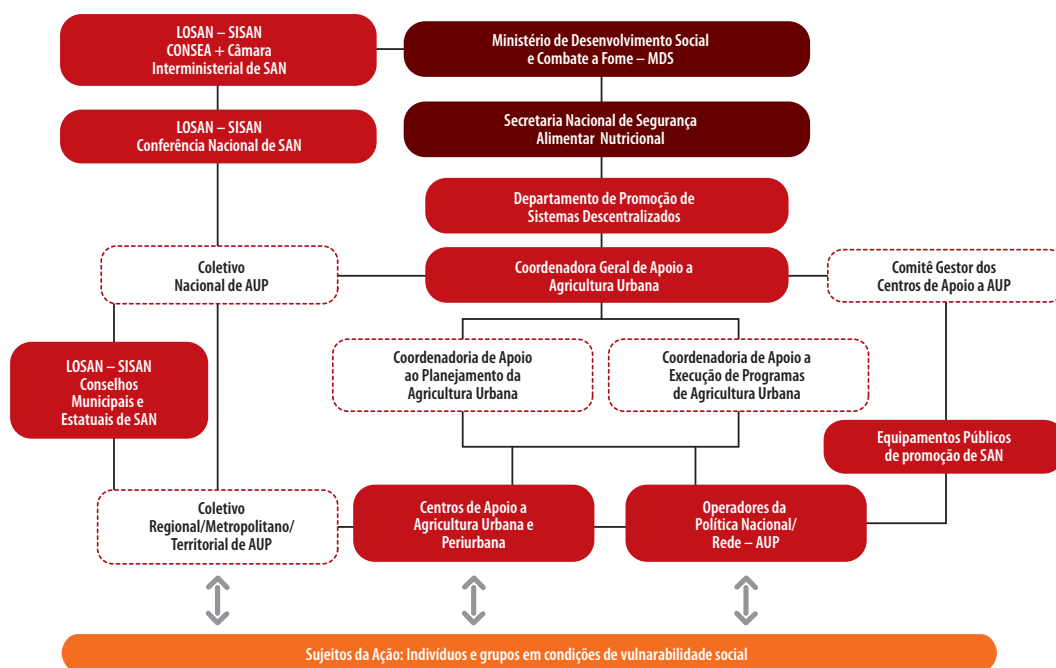 LOSAN – SISAN
CONSEA + Câmara
Interministerial de SAN
Ministério de Desenvolvimento Social
e Combate a Fome – MDS
LOSAN – SISAN
Conferência Nacional de SAN
Secretaria Nacional de Segurança
Alimentar Nutricional
Departamento de Promoção de
Sistemas Descentralizados
Coletivo
Nacional de AUP
Coordenadora Geral de Apoio a
Agricultura Urbana
Comitê Gestor dos
Centros de Apoio a AUP
LOSAN – SISAN
Conselhos
Municipais e
Estatuais de SAN
Coordenadoria de Apoio
ao Planejamento da
Agricultura Urbana
Coordenadoria de Apoio a
Execução de Programas
de Agricultura Urbana
Equipamentos Públicos
de promoção de SAN
Coletivo
Regional/Metropolitano/
Territorial de AUP
Centros de Apoio a
Agricultura Urbana e
Periurbana
Operadores da
Política Nacional/
Rede – AUP
Sujeitos da Ação: Indivíduos e grupos em condições de vulnarabilidade social